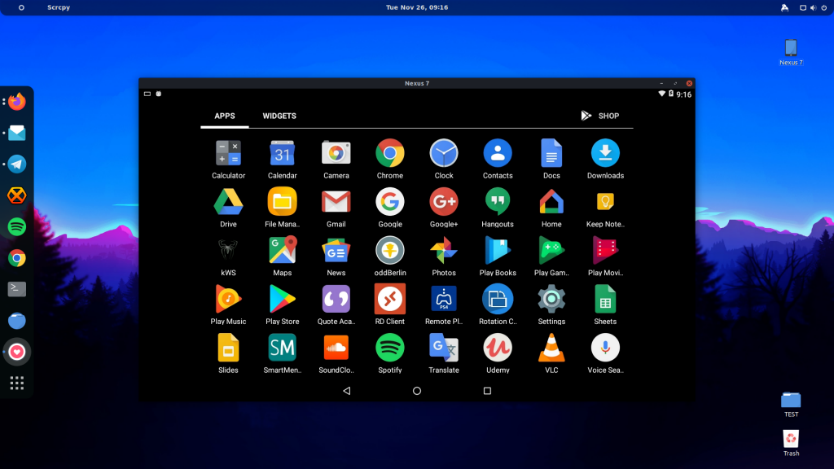 Scrcpy
Tue Nov 26, 09:16
Nexus 7
Nexus 7
9:16
APPS WIDGETS SHOP
31
Calculator Calendar Camera Chrome Clock Contacts Docs Downloads
G+
Drive File Mana.. Gmail Google Google+ Hangouts Home Keep Note..
GE
kWS Maps News oddBerlin Photos Play Books Play Gam.. Play Movi..
PS4
Play Music Play Store Quote Aca.. RD Client Remote Pl.. Rotation C.. Settings Sheets
SM
Slides SmartMen.. SoundClo.. Spotify Translate Udemy VLC Voice Sea..
TEST
Trash